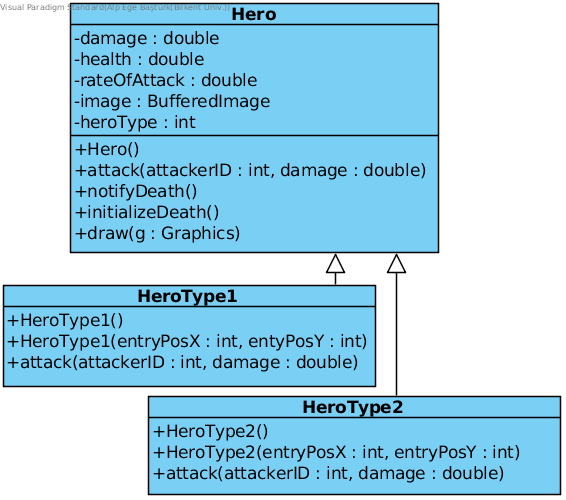 Visual Paradigm Standard(Alp Ege Başturk(Bilkent Univ.))
Hero
-damage : double
-health : double
-rateOfAttack : double
-image : BufferedImage
-heroType : int
+Hero()
+attack(attackerID : int, damage : double)
+notifyDeath()
+initializeDeath()
+draw(g : Graphics)
HeroType1
+HeroType1()
+HeroType1(entryPosX : int, entyPosY : int)
+attack(attackerID : int, damage : double)
HeroType2
+HeroType2()
+HeroType2(entryPosX : int, entryPosY : int)
+attack(attackerID : int, damage : double)